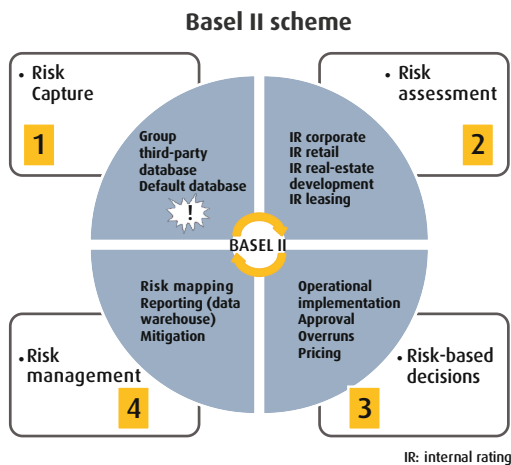 Basel II scheme
• Risk
Capture
1
• Risk
assessment
2
Group
third-party
database
Default database
!
IR corporate
IR retail
IR real-estate
development
IR leasing
BASEL II
Risk mapping
Reporting (data
warehouse)
Mitigation
Operational
implementation
Approval
Overruns
Pricing
• Risk
management
4
• Risk-based
decisions
3
IR: internal rating